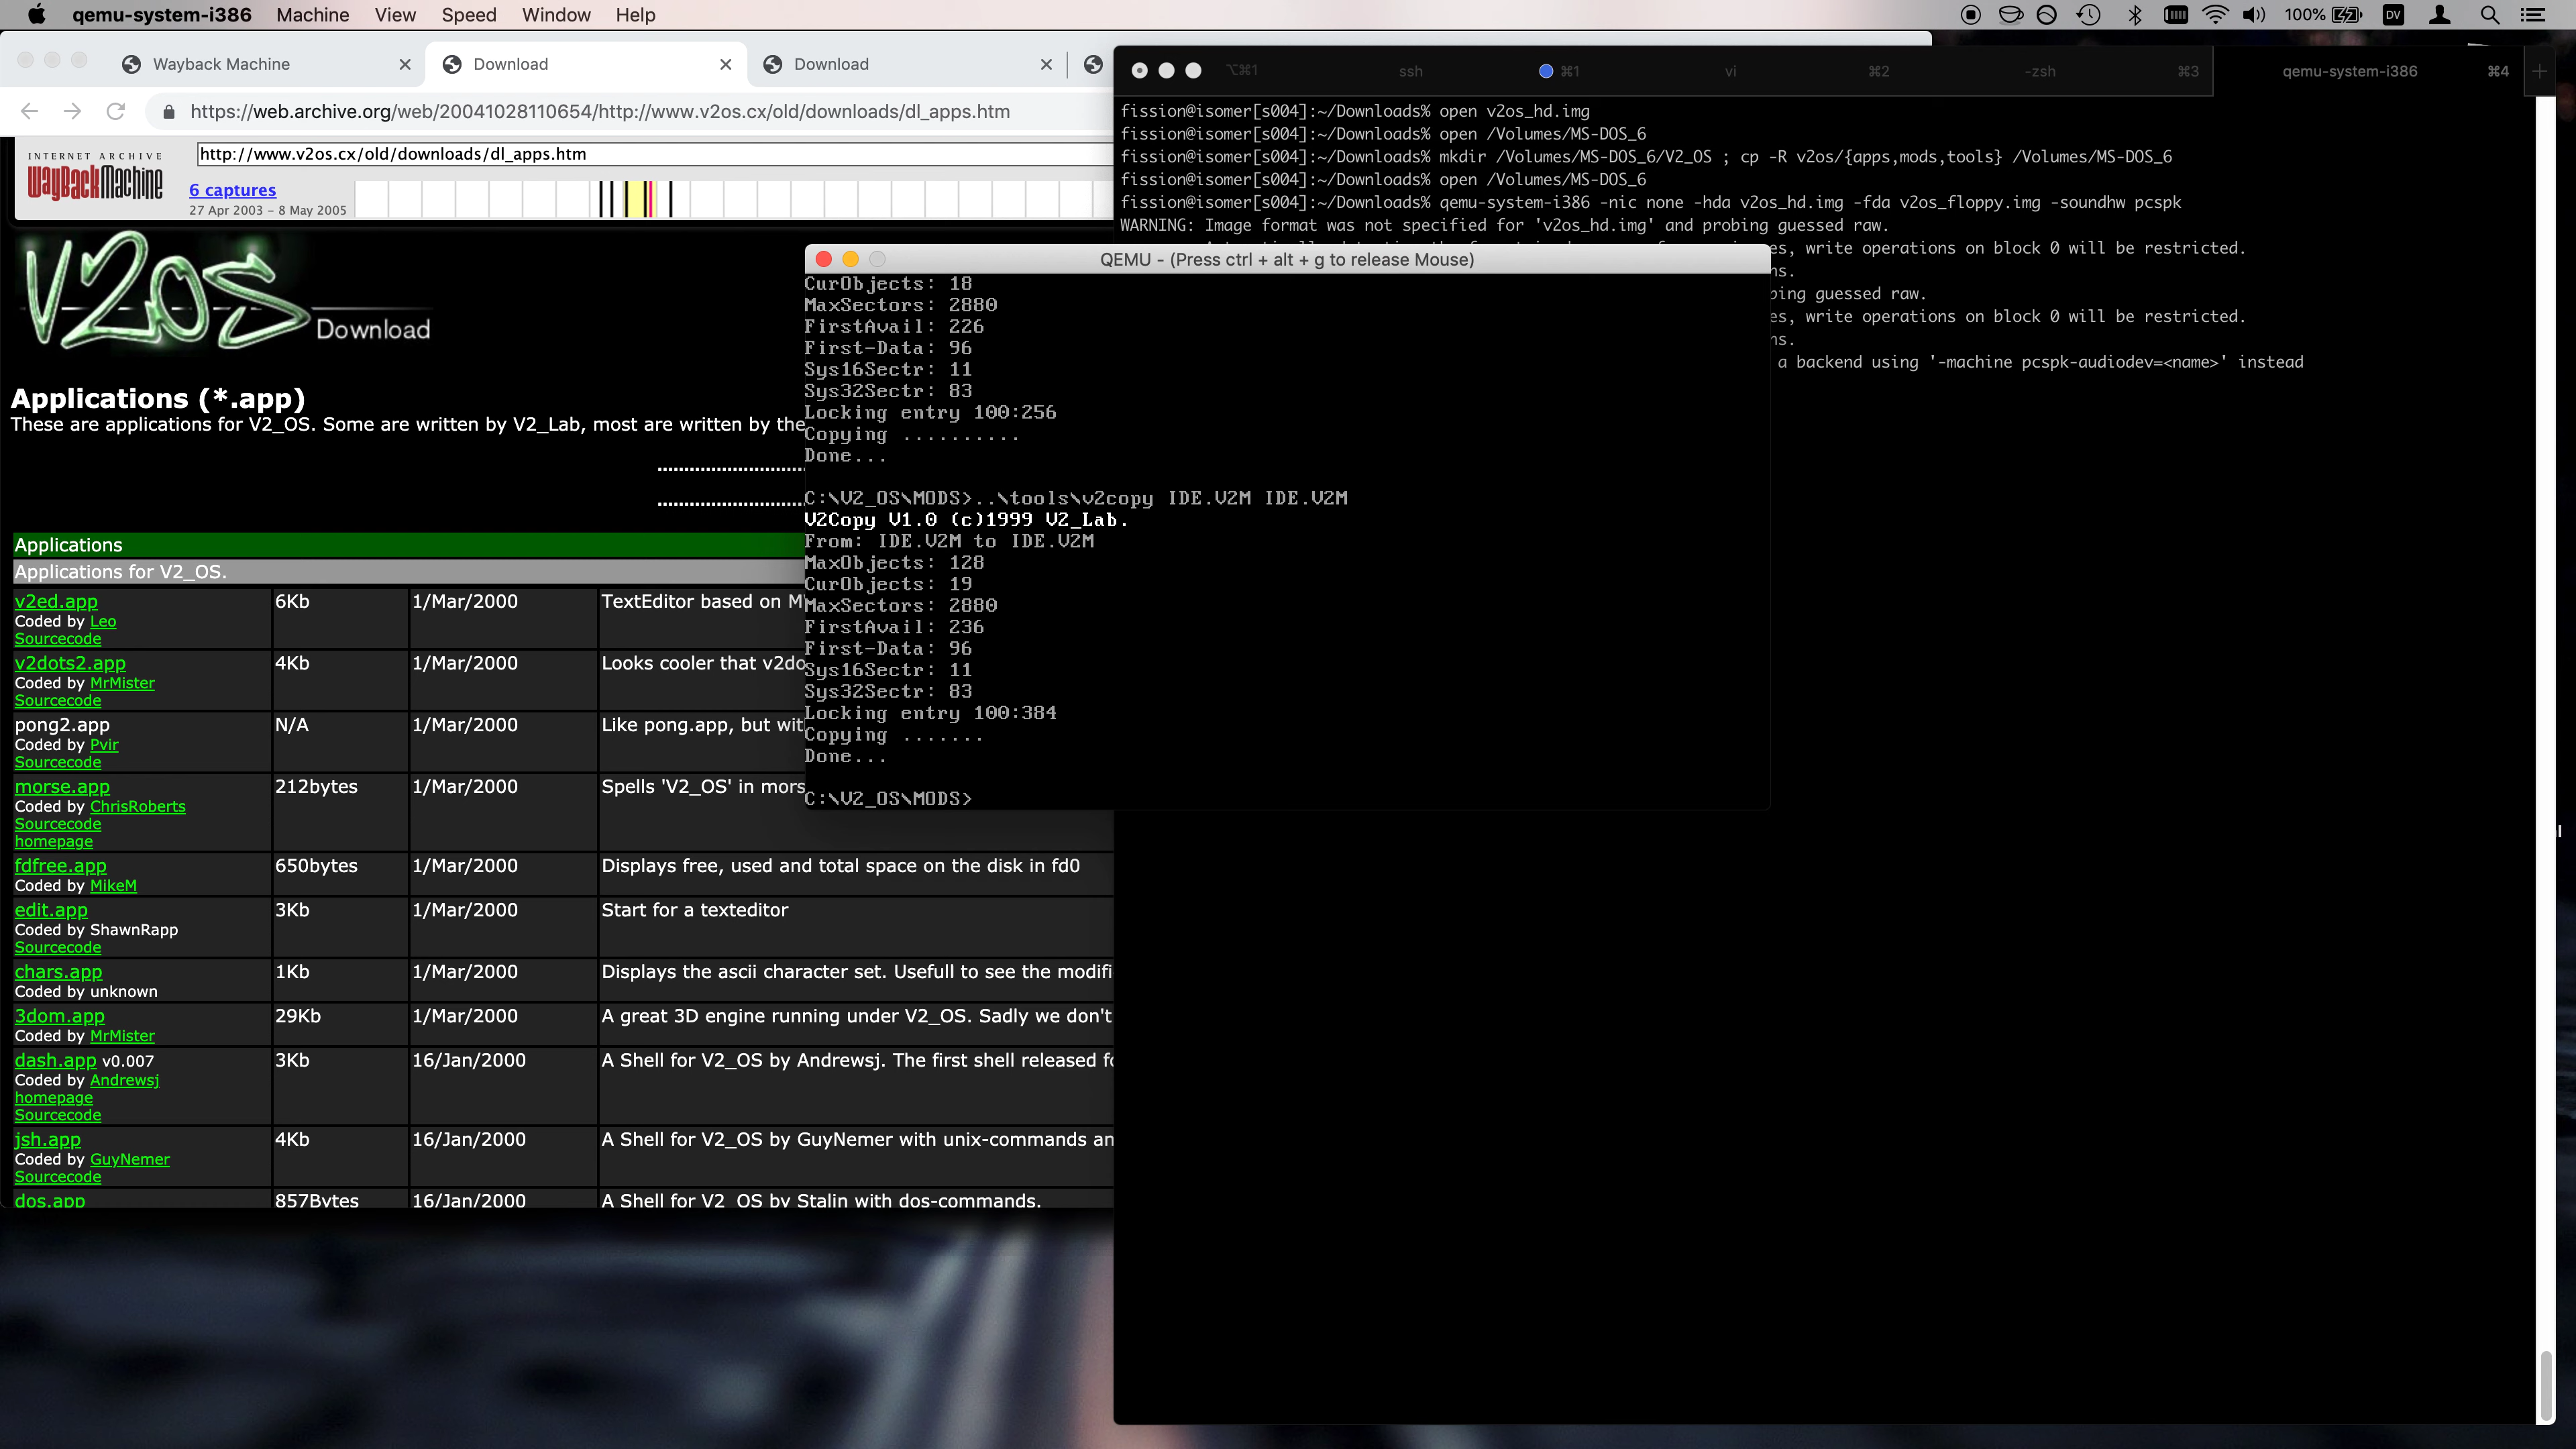 qemu-system-i386 Machine View Speed Window Help 100% DV
Wayback Machine
Download
Download
https://web.archive.org/web/20041028110654/http://www.v2os.cx/old/downloads/dl_apps.htm
INTERNET ARCHIVE
WayBackMachine
http://www.v2os.cx/old/downloads/dl_apps.htm
6 captures
27 Apr 2003 – 8 May 2005
V2OS Download
Applications (*.app)
These are applications for V2_OS. Some are written by V2_Lab, most are written by the
Applications
Applications for V2_OS.
v2ed.app 6Kb 1/Mar/2000 TextEditor based on M
Coded by Leo
Sourcecode
v2dots2.app 4Kb 1/Mar/2000 Looks cooler that v2do
Coded by MrMister
Sourcecode
pong2.app N/A 1/Mar/2000 Like pong.app, but wit
Coded by Pvir
Sourcecode
morse.app 212bytes 1/Mar/2000 Spells 'V2_OS' in mors
Coded by ChrisRoberts
Sourcecode
homepage
fdfree.app 650bytes 1/Mar/2000 Displays free, used and total space on the disk in fd0
Coded by MikeM
edit.app 3Kb 1/Mar/2000 Start for a texteditor
Coded by ShawnRapp
Sourcecode
chars.app 1Kb 1/Mar/2000 Displays the ascii character set. Usefull to see the modifi
Coded by unknown
3dom.app 29Kb 1/Mar/2000 A great 3D engine running under V2_OS. Sadly we don't
Coded by MrMister
dash.app v0.007 3Kb 16/Jan/2000 A Shell for V2_OS by Andrewsj. The first shell released fo
Coded by Andrewsj
homepage
Sourcecode
jsh.app 4Kb 16/Jan/2000 A Shell for V2_OS by GuyNemer with unix-commands an
Coded by GuyNemer
Sourcecode
dos.app 857Bytes 16/Jan/2000 A Shell for V2_OS by Stalin with dos-commands.
⌥⌘1 ssh ⌘1 vi ⌘2 -zsh ⌘3 qemu-system-i386 ⌘4
fission@isomer[s004]:~/Downloads% open v2os_hd.img
fission@isomer[s004]:~/Downloads% open /Volumes/MS-DOS_6
fission@isomer[s004]:~/Downloads% mkdir /Volumes/MS-DOS_6/V2_OS ; cp -R v2os/{apps,mods,tools} /Volumes/MS-DOS_6
fission@isomer[s004]:~/Downloads% open /Volumes/MS-DOS_6
fission@isomer[s004]:~/Downloads% qemu-system-i386 -nic none -hda v2os_hd.img -fda v2os_floppy.img -soundhw pcspk
WARNING: Image format was not specified for 'v2os_hd.img' and probing guessed raw.
es, write operations on block 0 will be restricted.
ns.
bing guessed raw.
es, write operations on block 0 will be restricted.
ns.
a backend using '-machine pcspk-audiodev=<name>' instead
QEMU - (Press ctrl + alt + g to release Mouse)
CurObjects: 18
MaxSectors: 2880
FirstAvail: 226
First-Data: 96
Sys16Sectr: 11
Sys32Sectr: 83
Locking entry 100:256
Copying ..........
Done...
C:\V2_OS\MODS>..\tools\v2copy IDE.V2M IDE.V2M
V2Copy V1.0 (c)1999 V2_Lab.
From: IDE.V2M to IDE.V2M
MaxObjects: 128
CurObjects: 19
MaxSectors: 2880
FirstAvail: 236
First-Data: 96
Sys16Sectr: 11
Sys32Sectr: 83
Locking entry 100:384
Copying .......
Done...
C:\V2_OS\MODS>